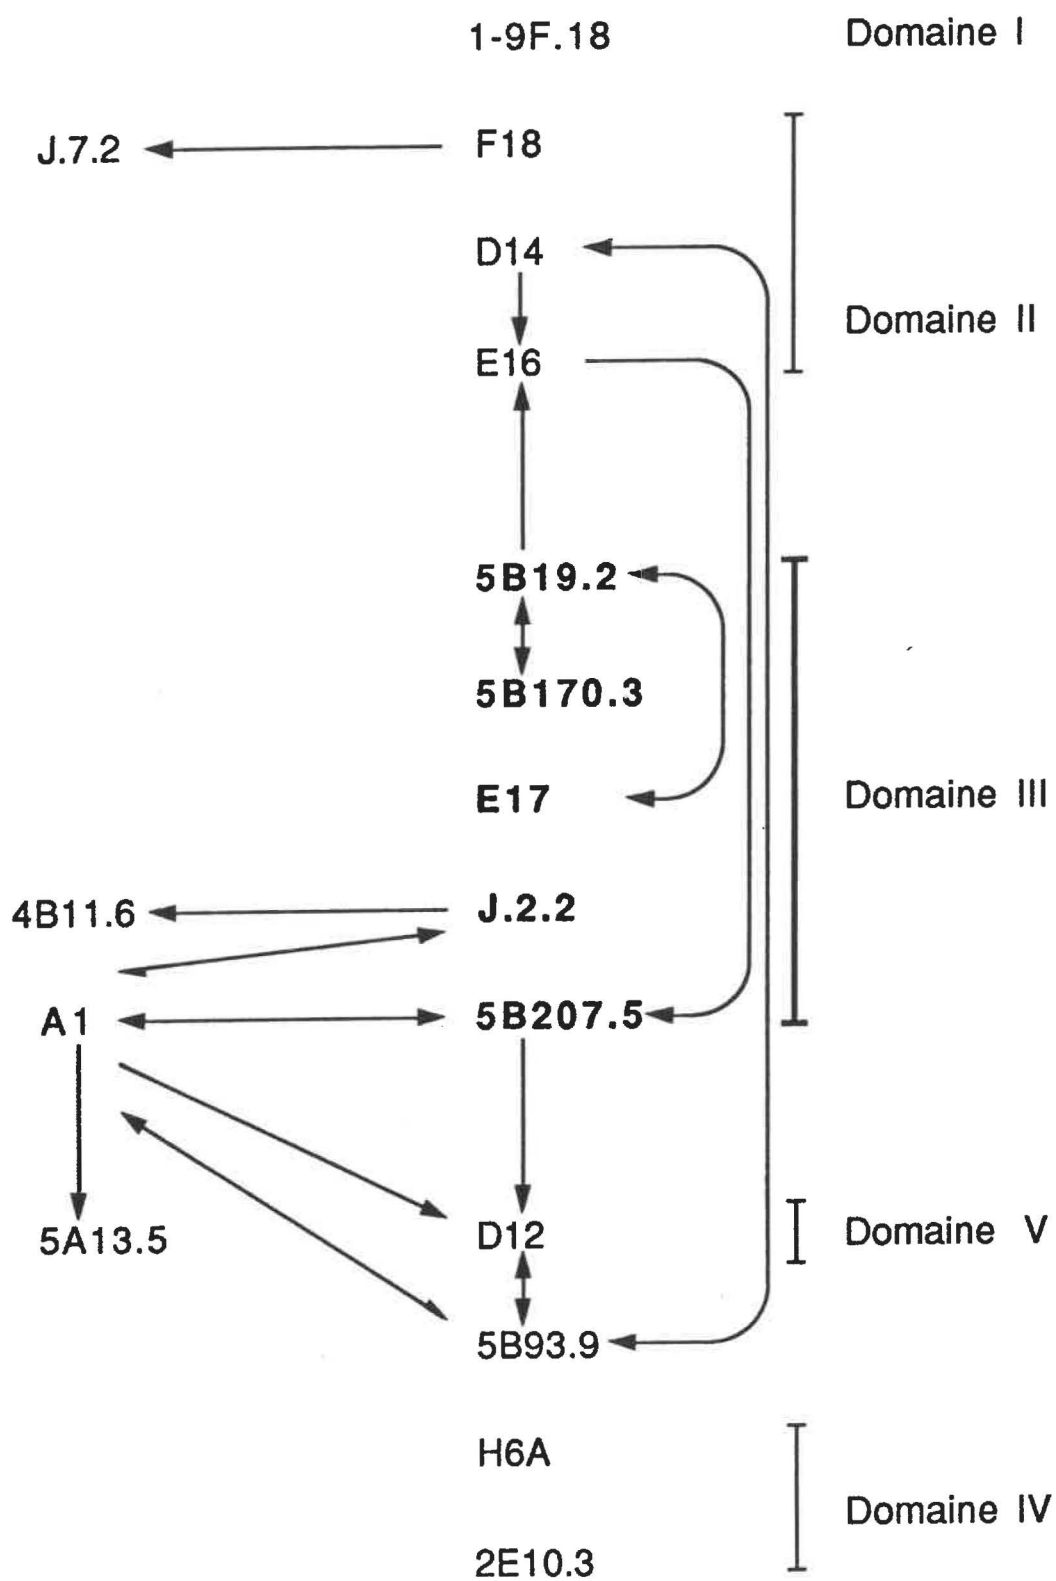 1-9F.18 Domaine I
J.7.2 F18
D14
Domaine II
E16
5B19.2
5B170.3
E17 Domaine III
4B11.6 J.2.2
A1 5B207.5
5A13.5 D12 Domaine V
5B93.9
H6A
Domaine IV
2E10.3